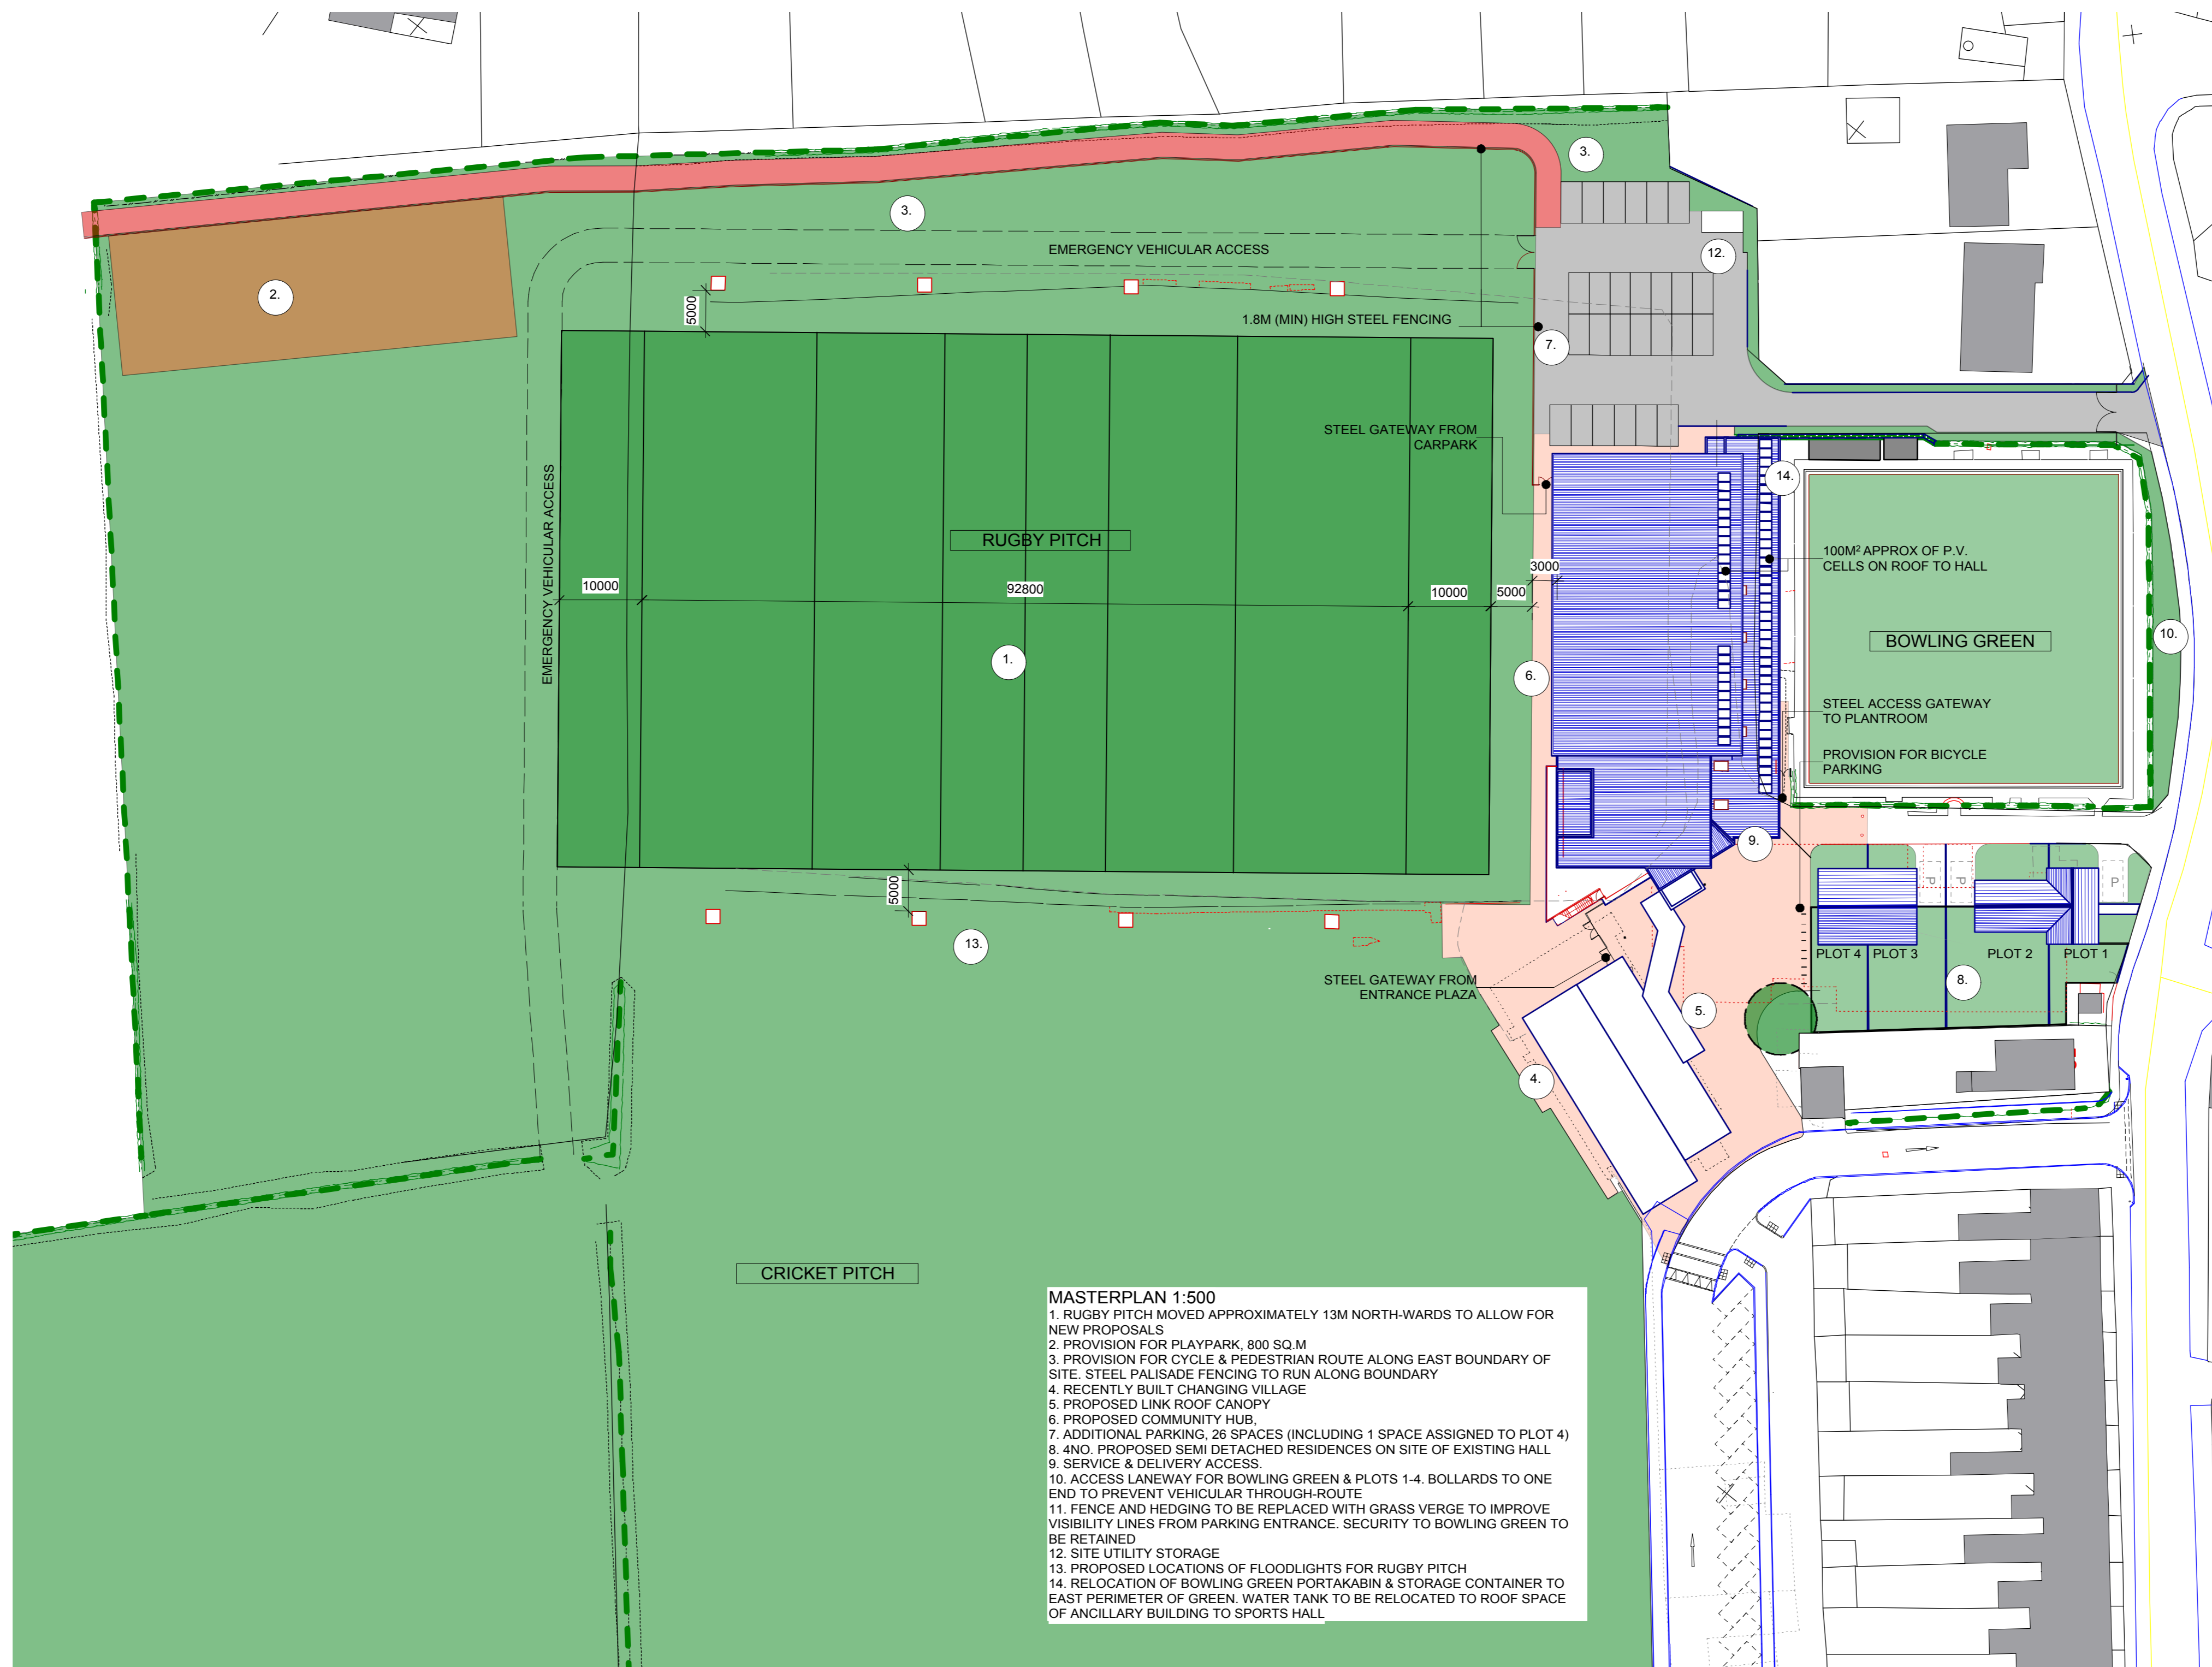 3.
3.
EMERGENCY VEHICULAR ACCESS
12.
2.
5000
1.8M (MIN) HIGH STEEL FENCING
7.
STEEL GATEWAY FROM
CARPARK
14.
EMERGENCY VEHICULAR ACCESS
RUGBY PITCH
100M² APPROX OF P.V.
CELLS ON ROOF TO HALL
3000
10000
92800
10000
5000
BOWLING GREEN
10.
1.
6.
STEEL ACCESS GATEWAY
TO PLANTROOM
PROVISION FOR BICYCLE
PARKING
9.
5000
P
P
P
13.
PLOT 4
PLOT 3
PLOT 2
PLOT 1
STEEL GATEWAY FROM
ENTRANCE PLAZA
8.
5.
4.
CRICKET PITCH
MASTERPLAN 1:500
1. RUGBY PITCH MOVED APPROXIMATELY 13M NORTH-WARDS TO ALLOW FOR
NEW PROPOSALS
2. PROVISION FOR PLAYPARK, 800 SQ.M
3. PROVISION FOR CYCLE & PEDESTRIAN ROUTE ALONG EAST BOUNDARY OF
SITE. STEEL PALISADE FENCING TO RUN ALONG BOUNDARY
4. RECENTLY BUILT CHANGING VILLAGE
5. PROPOSED LINK ROOF CANOPY
6. PROPOSED COMMUNITY HUB,
7. ADDITIONAL PARKING, 26 SPACES (INCLUDING 1 SPACE ASSIGNED TO PLOT 4)
8. 4NO. PROPOSED SEMI DETACHED RESIDENCES ON SITE OF EXISTING HALL
9. SERVICE & DELIVERY ACCESS.
10. ACCESS LANEWAY FOR BOWLING GREEN & PLOTS 1-4. BOLLARDS TO ONE
END TO PREVENT VEHICULAR THROUGH-ROUTE
11. FENCE AND HEDGING TO BE REPLACED WITH GRASS VERGE TO IMPROVE
VISIBILITY LINES FROM PARKING ENTRANCE. SECURITY TO BOWLING GREEN TO
BE RETAINED
12. SITE UTILITY STORAGE
13. PROPOSED LOCATIONS OF FLOODLIGHTS FOR RUGBY PITCH
14. RELOCATION OF BOWLING GREEN PORTAKABIN & STORAGE CONTAINER TO
EAST PERIMETER OF GREEN. WATER TANK TO BE RELOCATED TO ROOF SPACE
OF ANCILLARY BUILDING TO SPORTS HALL